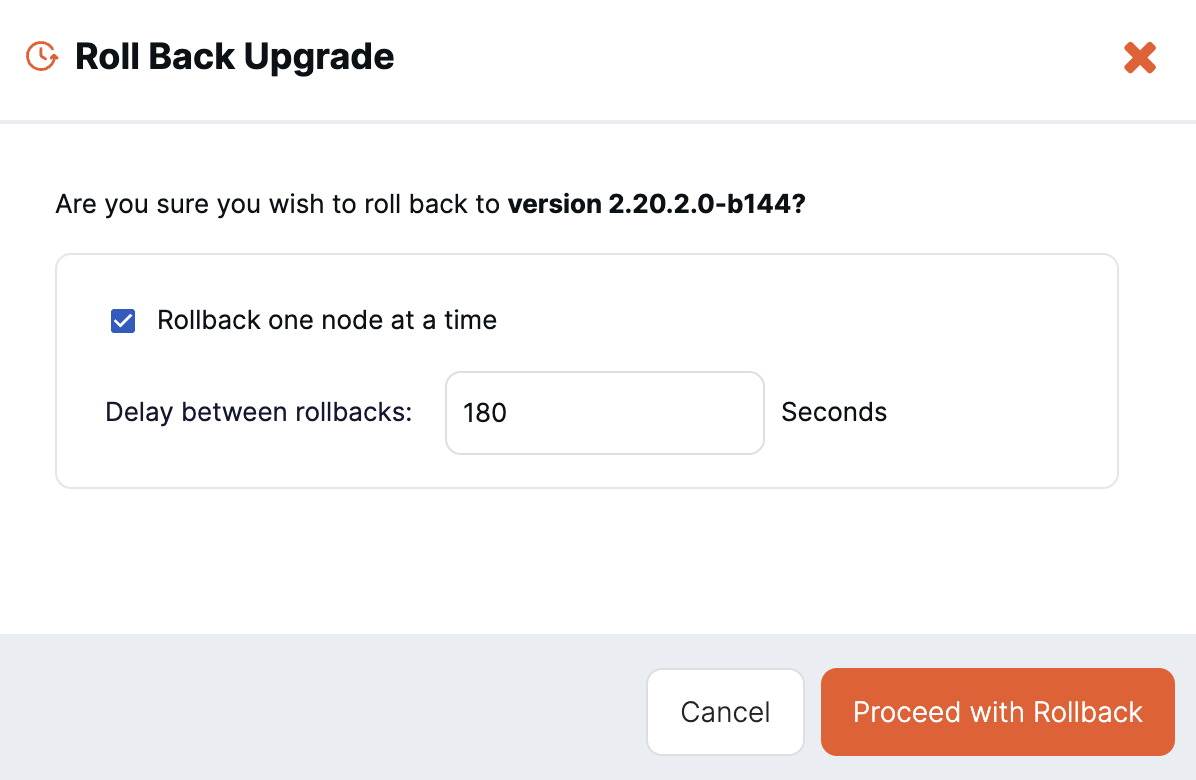 Roll Back Upgrade
Are you sure you wish to roll back to version 2.20.2.0-b144?
Rollback one node at a time
Delay between rollbacks: 180 Seconds
Cancel Proceed with Rollback